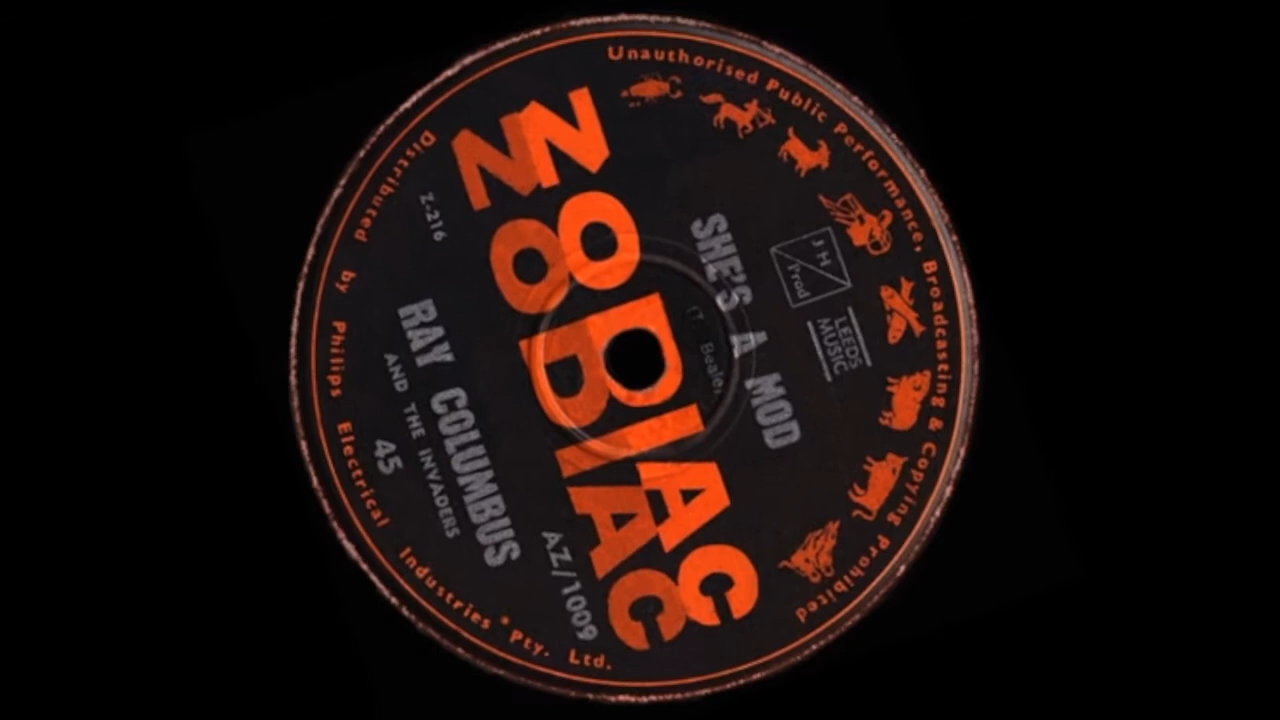 Unauthorised Public Performance, Broadcasting & Copying Prohibited
J H
Prod
LEEDS
MUSIC
SHE'S A MOD
(T. Beale
ZODIAC
ZODIAC
Z-216
AZ/1009
RAY COLUMBUS
AND THE INVADERS
45
Distributed by Philips Electrical Industries Pty. Ltd.